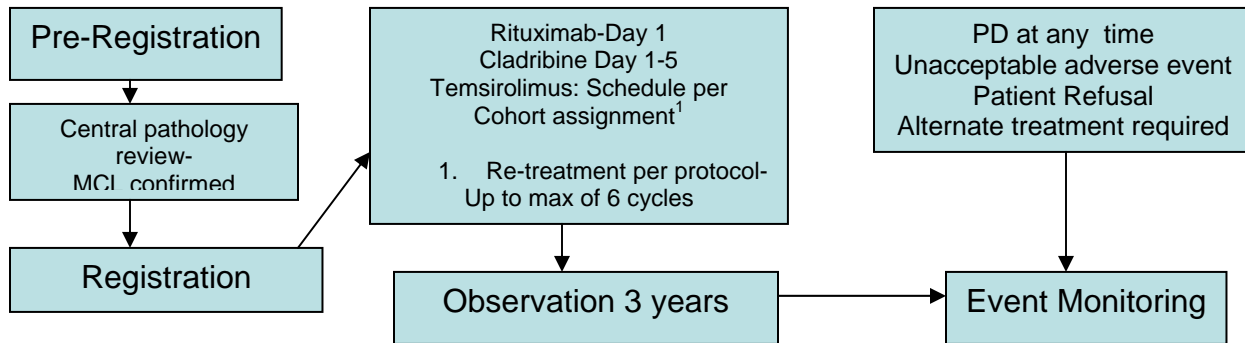 Pre-Registration
Central pathology
review-
MCL confirmed
Registration
Rituximab-Day 1
Cladribine Day 1-5
Temsirolimus: Schedule per
Cohort assignment1
1. Re-treatment per protocol-
Up to max of 6 cycles
Observation 3 years
PD at any time
Unacceptable adverse event
Patient Refusal
Alternate treatment required
Event Monitoring